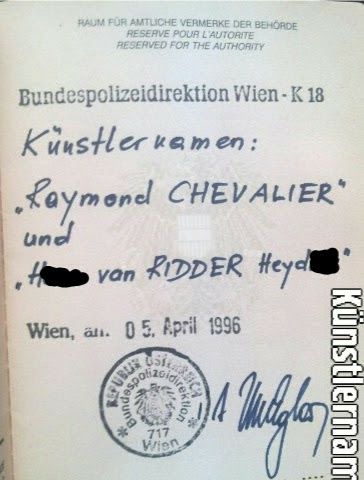 RAUM FÜR AMTLICHE VERMERKE DER BEHÖRDE
RESERVE POUR L'AUTORITE
RESERVED FOR THE AUTHORITY
Bundespolizeidirektion Wien - K 18
Künstlernamen:
„Raymond CHEVALIER"
und
„H van RIDDER Heyd"
Wien, am 05. April 1996
REPUBLIK ÖSTERREICH
Bundespolizeidirektion
717
Wien
Künstlernam